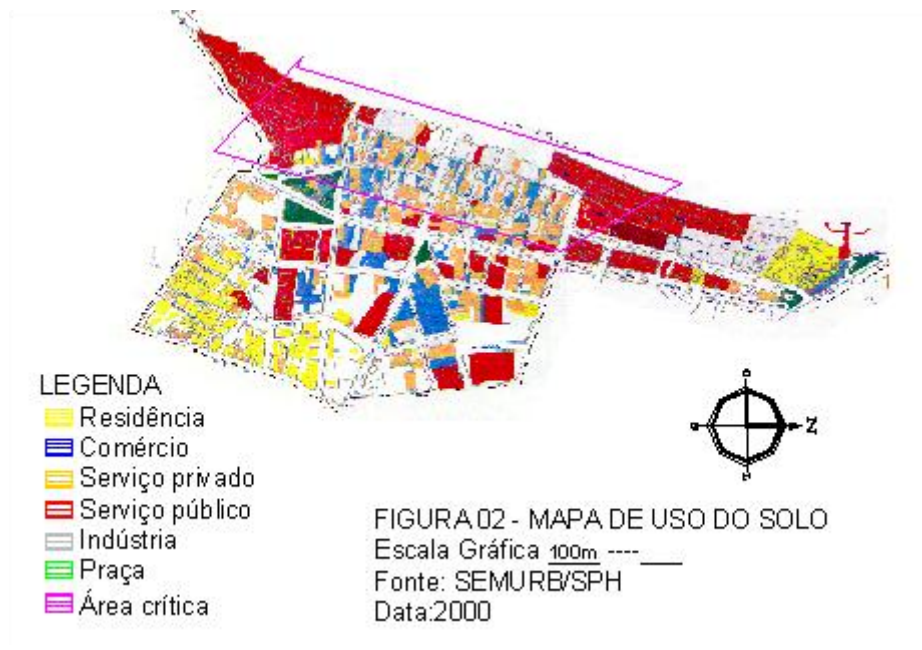 LEGENDA
Residência
Comércio
Serviço privado
Serviço público
Indústria
Praça
Área crítica
Z
FIGURA 02 - MAPA DE USO DO SOLO
Escala Gráfica 100m ----
Fonte: SEMURB/SPH
Data:2000